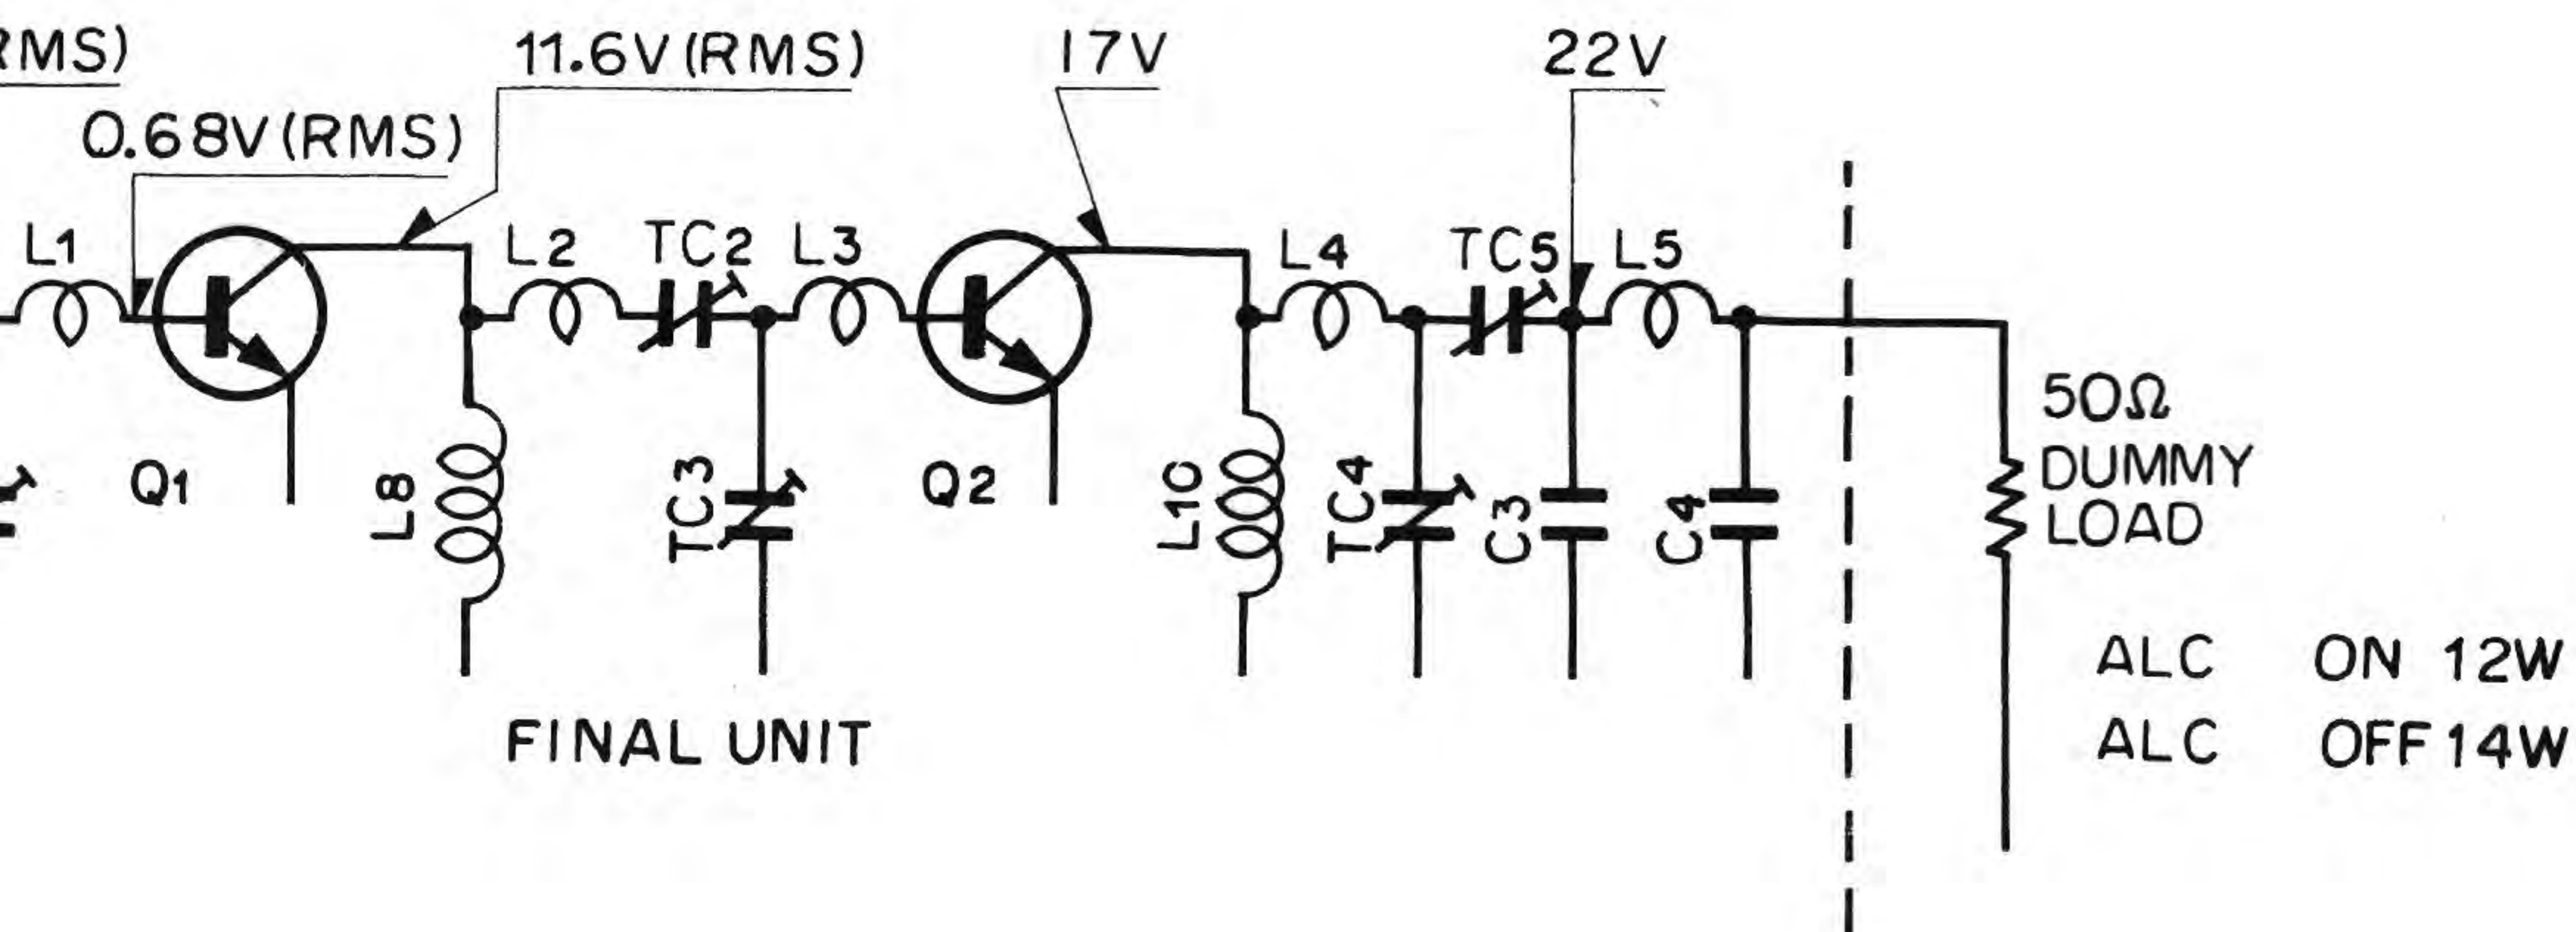 RMS)
11.6V(RMS)
17V
22V
0.68V(RMS)
L1
L2
TC2
L3
L4
TC5
L5
50Ω
DUMMY
LOAD
Q1
L8
TC3
Q2
L10
TC4
C3
C4
ALC ON 12W
ALC OFF 14W
FINAL UNIT